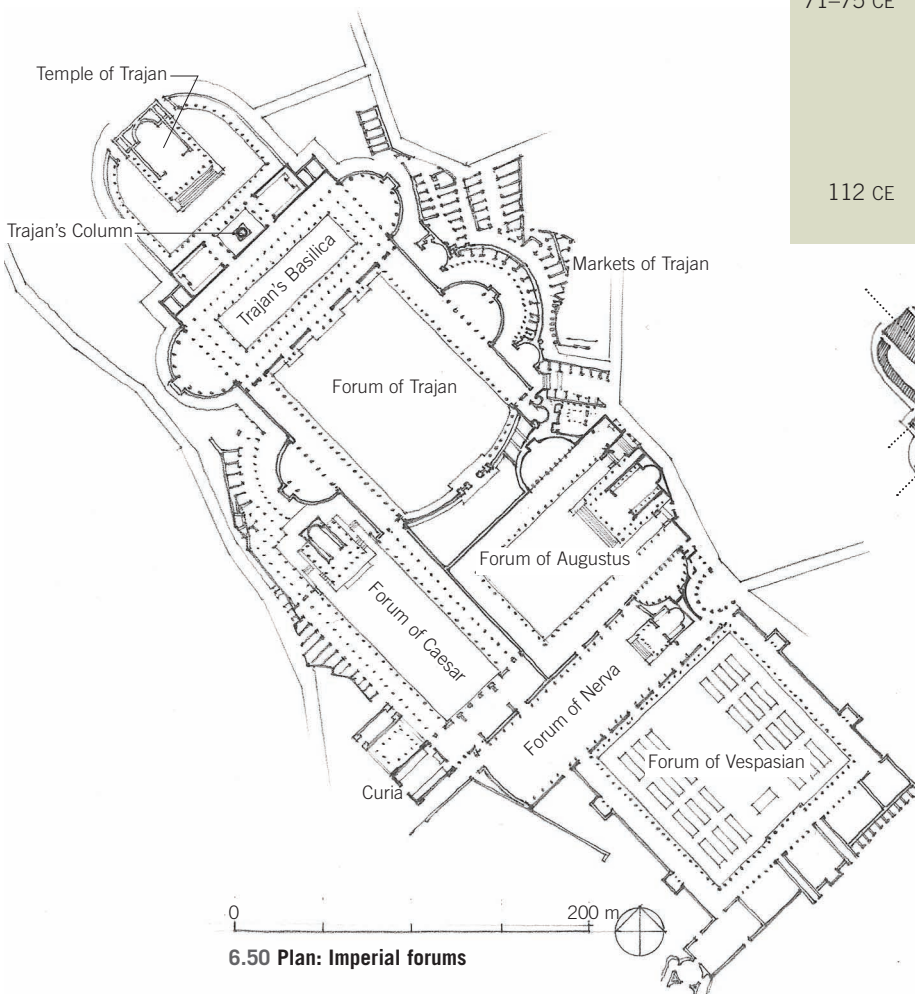 71–75 CE
112 CE
Temple of Trajan
Trajan's Column
Trajan's Basilica
Markets of Trajan
Forum of Trajan
Forum of Augustus
Forum of Caesar
Forum of Nerva
Forum of Vespasian
Curia
0 200 m
6.50 Plan: Imperial forums